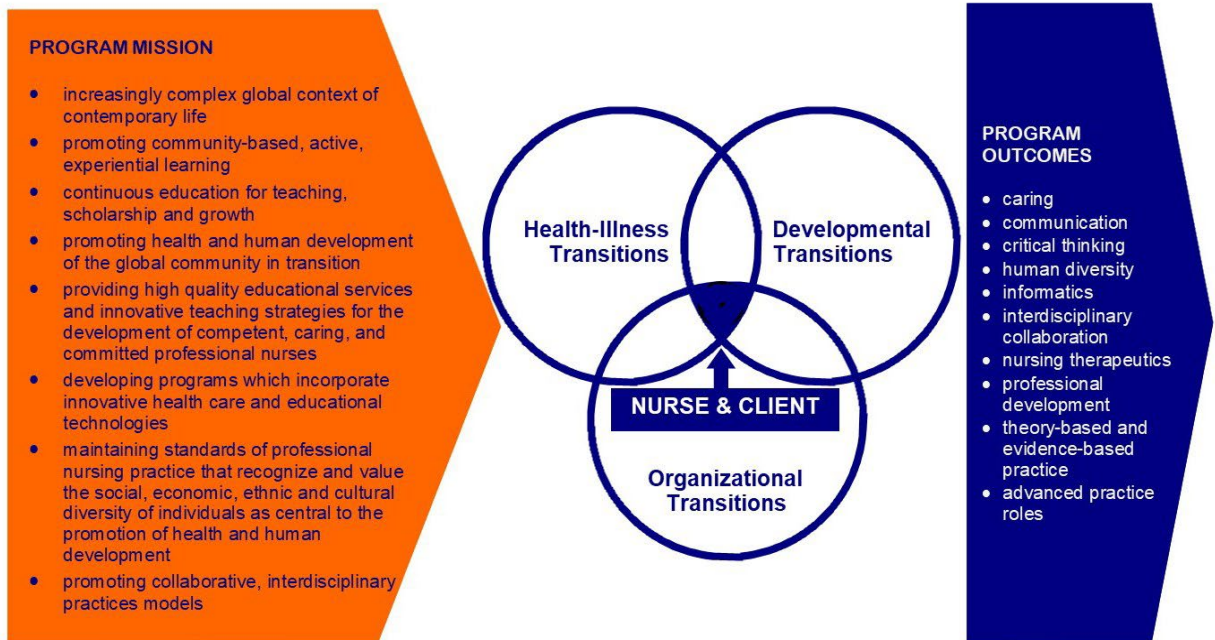 PROGRAM MISSION
• increasingly complex global context of
contemporary life
• promoting community-based, active,
experiential learning
• continuous education for teaching,
scholarship and growth
• promoting health and human development
of the global community in transition
• providing high quality educational services
and innovative teaching strategies for the
development of competent, caring, and
committed professional nurses
• developing programs which incorporate
innovative health care and educational
technologies
• maintaining standards of professional
nursing practice that recognize and value
the social, economic, ethnic and cultural
diversity of individuals as central to the
promotion of health and human
development
• promoting collaborative, interdisciplinary
practices models
Health-Illness
Transitions
Developmental
Transitions
NURSE & CLIENT
Organizational
Transitions
PROGRAM
OUTCOMES
• caring
• communication
• critical thinking
• human diversity
• informatics
• interdisciplinary
collaboration
• nursing therapeutics
• professional
development
• theory-based and
evidence-based
practice
• advanced practice
roles